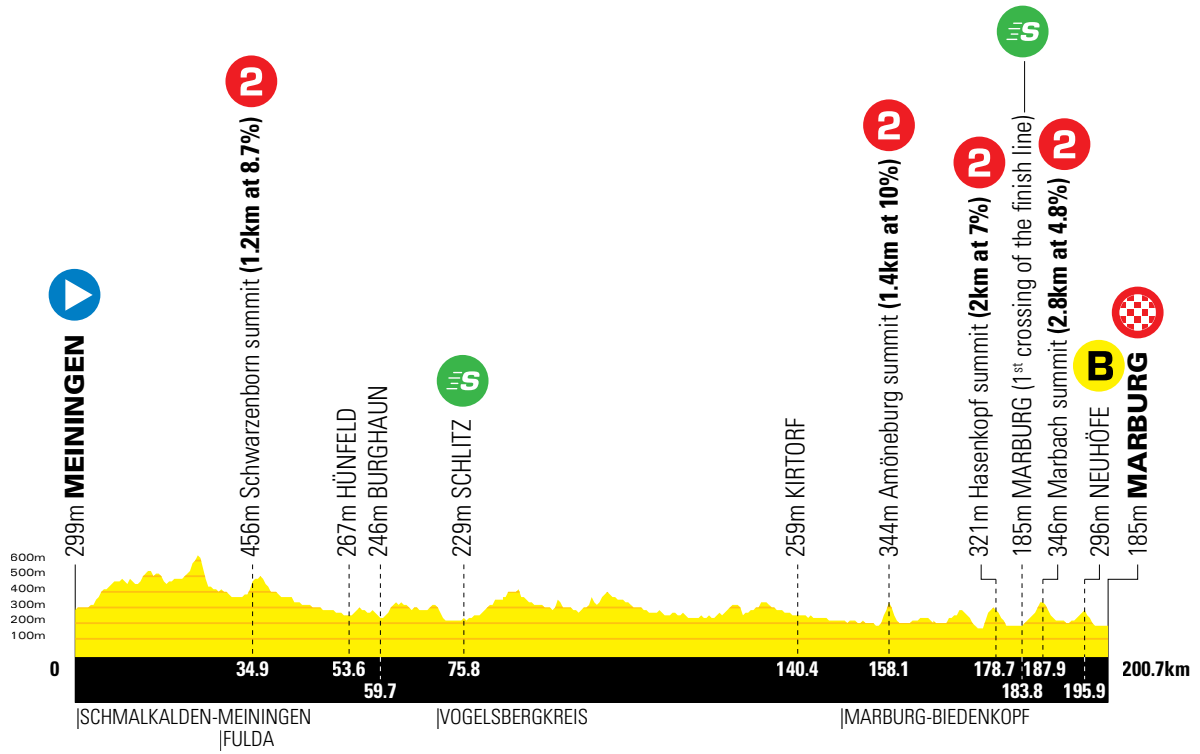 299m MEININGEN
2
456m Schwarzenborn summit (1.2km at 8.7%)
267m HÜNFELD
246m BURGHAUN
S
229m SCHLITZ
259m KIRTORF
2
344m Amöneburg summit (1.4km at 10%)
2
321m Hasenkopf summit (2km at 7%)
S
185m MARBURG (1st crossing of the finish line)
2
346m Marbach summit (2.8km at 4.8%)
B
296m NEUHÖFE
185m MARBURG
600m
500m
400m
300m
200m
100m
0
34.9
53.6
59.7
75.8
140.4
158.1
178.7
183.8
187.9
195.9
200.7km
|SCHMALKALDEN-MEININGEN
|FULDA
|VOGELSBERGKREIS
|MARBURG-BIEDENKOPF